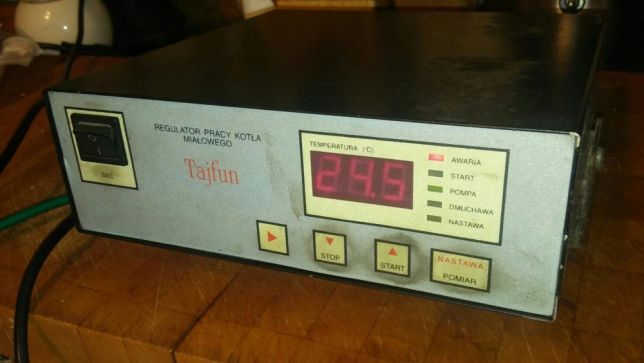 REGULATOR PRACY KOTŁA
MIAŁOWEGO
Tajfun
SIEĆ
TEMPERATURA (°C)
24.5
AWARIA
START
POMPA
DMUCHAWA
NASTAWA
STOP
START
NASTAWA
POMIAR